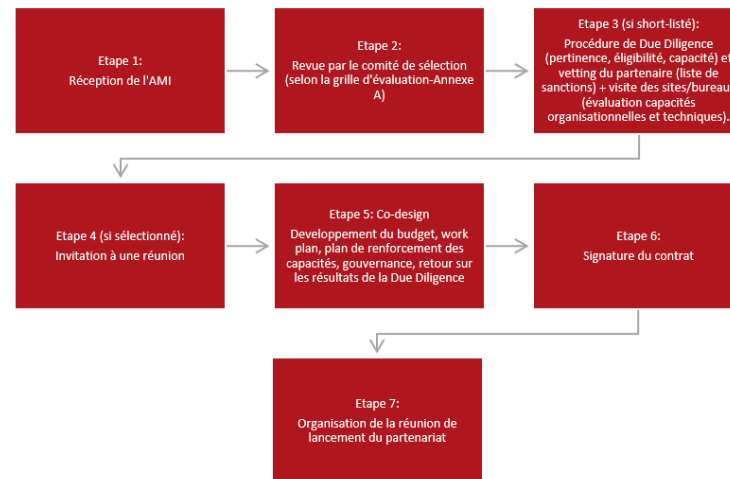 Etape 1:
Réception de l'AMI
Etape 2:
Revue par le comité de sélection
(selon la grille d'évaluation-Annexe
A)
Etape 3 (si short-listé):
Procédure de Due Diligence
(pertinence, éligibilité, capacité) et
vetting du partenaire (liste de
sanctions) + visite des sites/bureau
(évaluation capacités
organisationnelles et techniques).
Etape 4 (si sélectionné):
Invitation à une réunion
Etape 5: Co-design
Developpement du budget, work
plan, plan de renforcement des
capacités, gouvernance, retour sur
les résultats de la Due Diligence
Etape 6:
Signature du contrat
Etape 7:
Organisation de la réunion de
lancement du partenariat